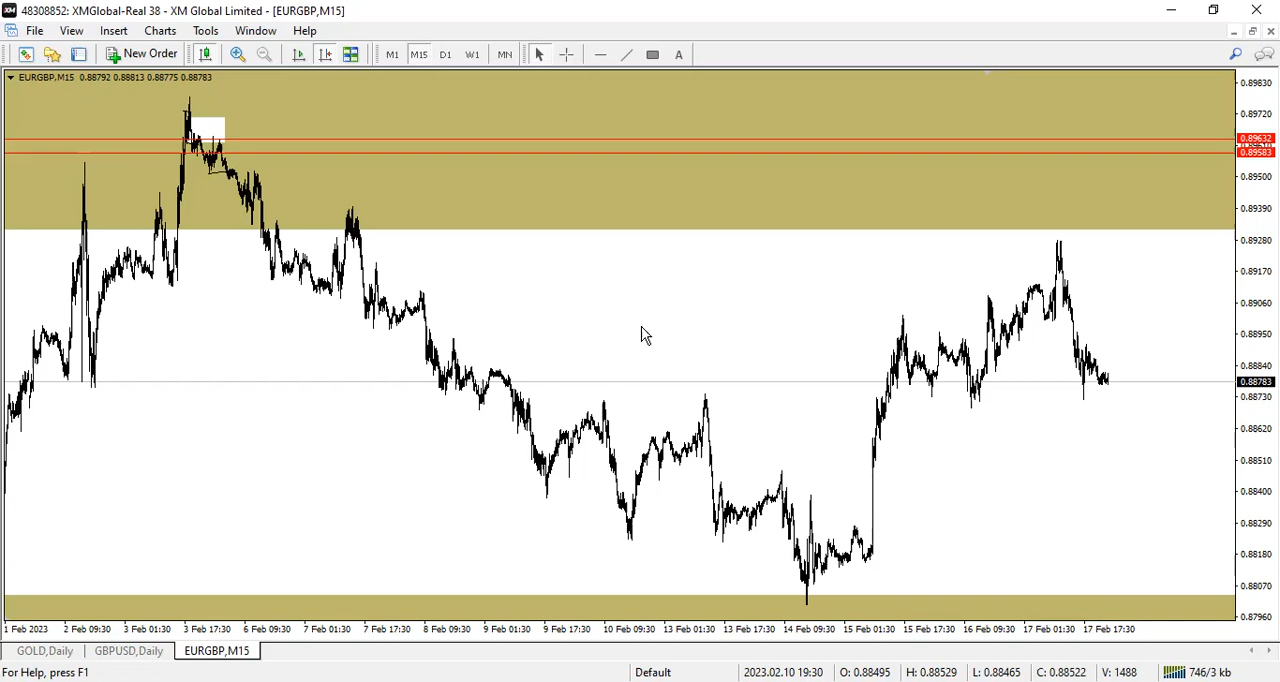 XM 48308852: XMGlobal-Real 38 - XM Global Limited - [EURGBP,M15]
File View Insert Charts Tools Window Help
New Order M1 M15 D1 W1 MN A
EURGBP,M15 0.88792 0.88813 0.88775 0.88783
0.89830
0.89720
0.89632
0.89583
0.89500
0.89390
0.89280
0.89170
0.89060
0.88950
0.88840
0.88783
0.88730
0.88620
0.88510
0.88400
0.88290
0.88180
0.88070
0.87960
1 Feb 2023 2 Feb 09:30 3 Feb 01:30 3 Feb 17:30 6 Feb 09:30 7 Feb 01:30 7 Feb 17:30 8 Feb 09:30 9 Feb 01:30 9 Feb 17:30 10 Feb 09:30 13 Feb 01:30 13 Feb 17:30 14 Feb 09:30 15 Feb 01:30 15 Feb 17:30 16 Feb 09:30 17 Feb 01:30 17 Feb 17:30
GOLD,Daily GBPUSD,Daily EURGBP,M15
For Help, press F1 Default 2023.02.10 19:30 O: 0.88495 H: 0.88529 L: 0.88465 C: 0.88522 V: 1488 746/3 kb